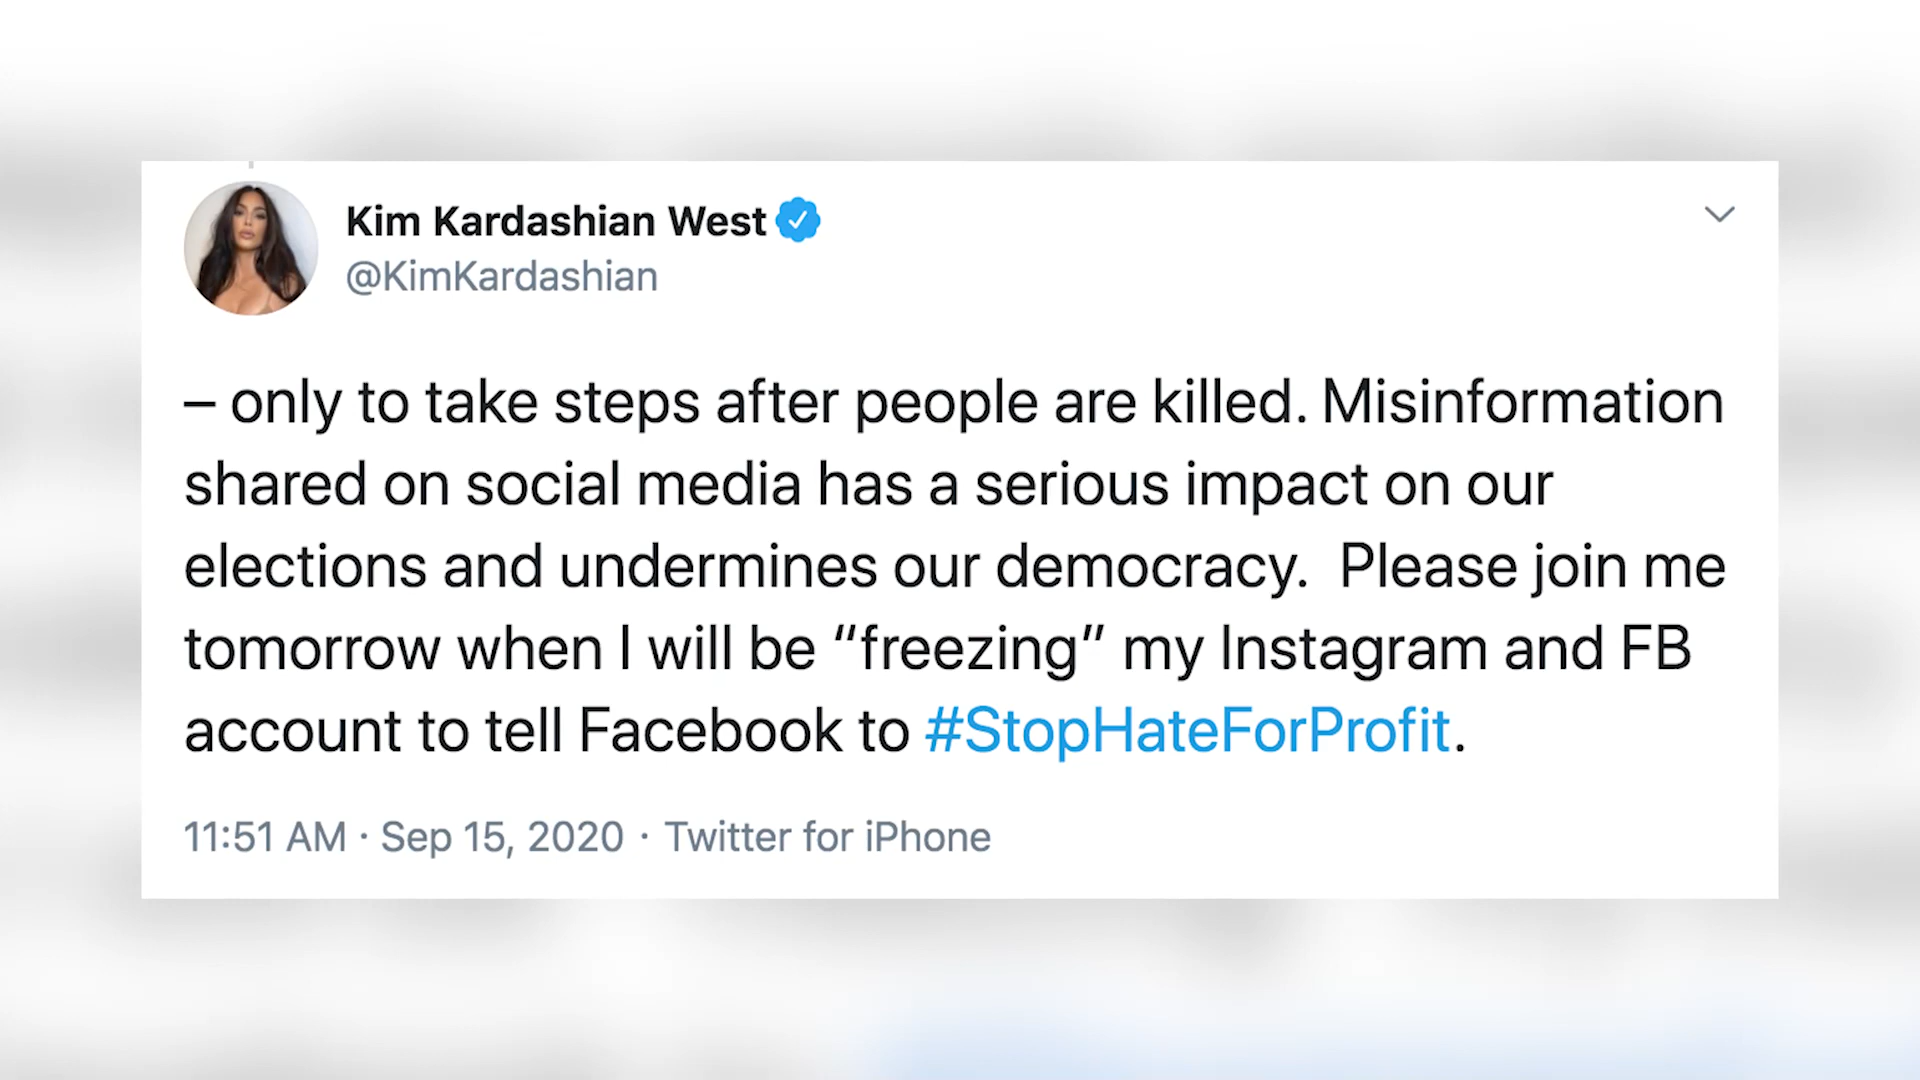 Kim Kardashian West
@KimKardashian
– only to take steps after people are killed. Misinformation
shared on social media has a serious impact on our
elections and undermines our democracy.  Please join me
tomorrow when I will be “freezing” my Instagram and FB
account to tell Facebook to #StopHateForProfit.
11:51 AM · Sep 15, 2020 · Twitter for iPhone